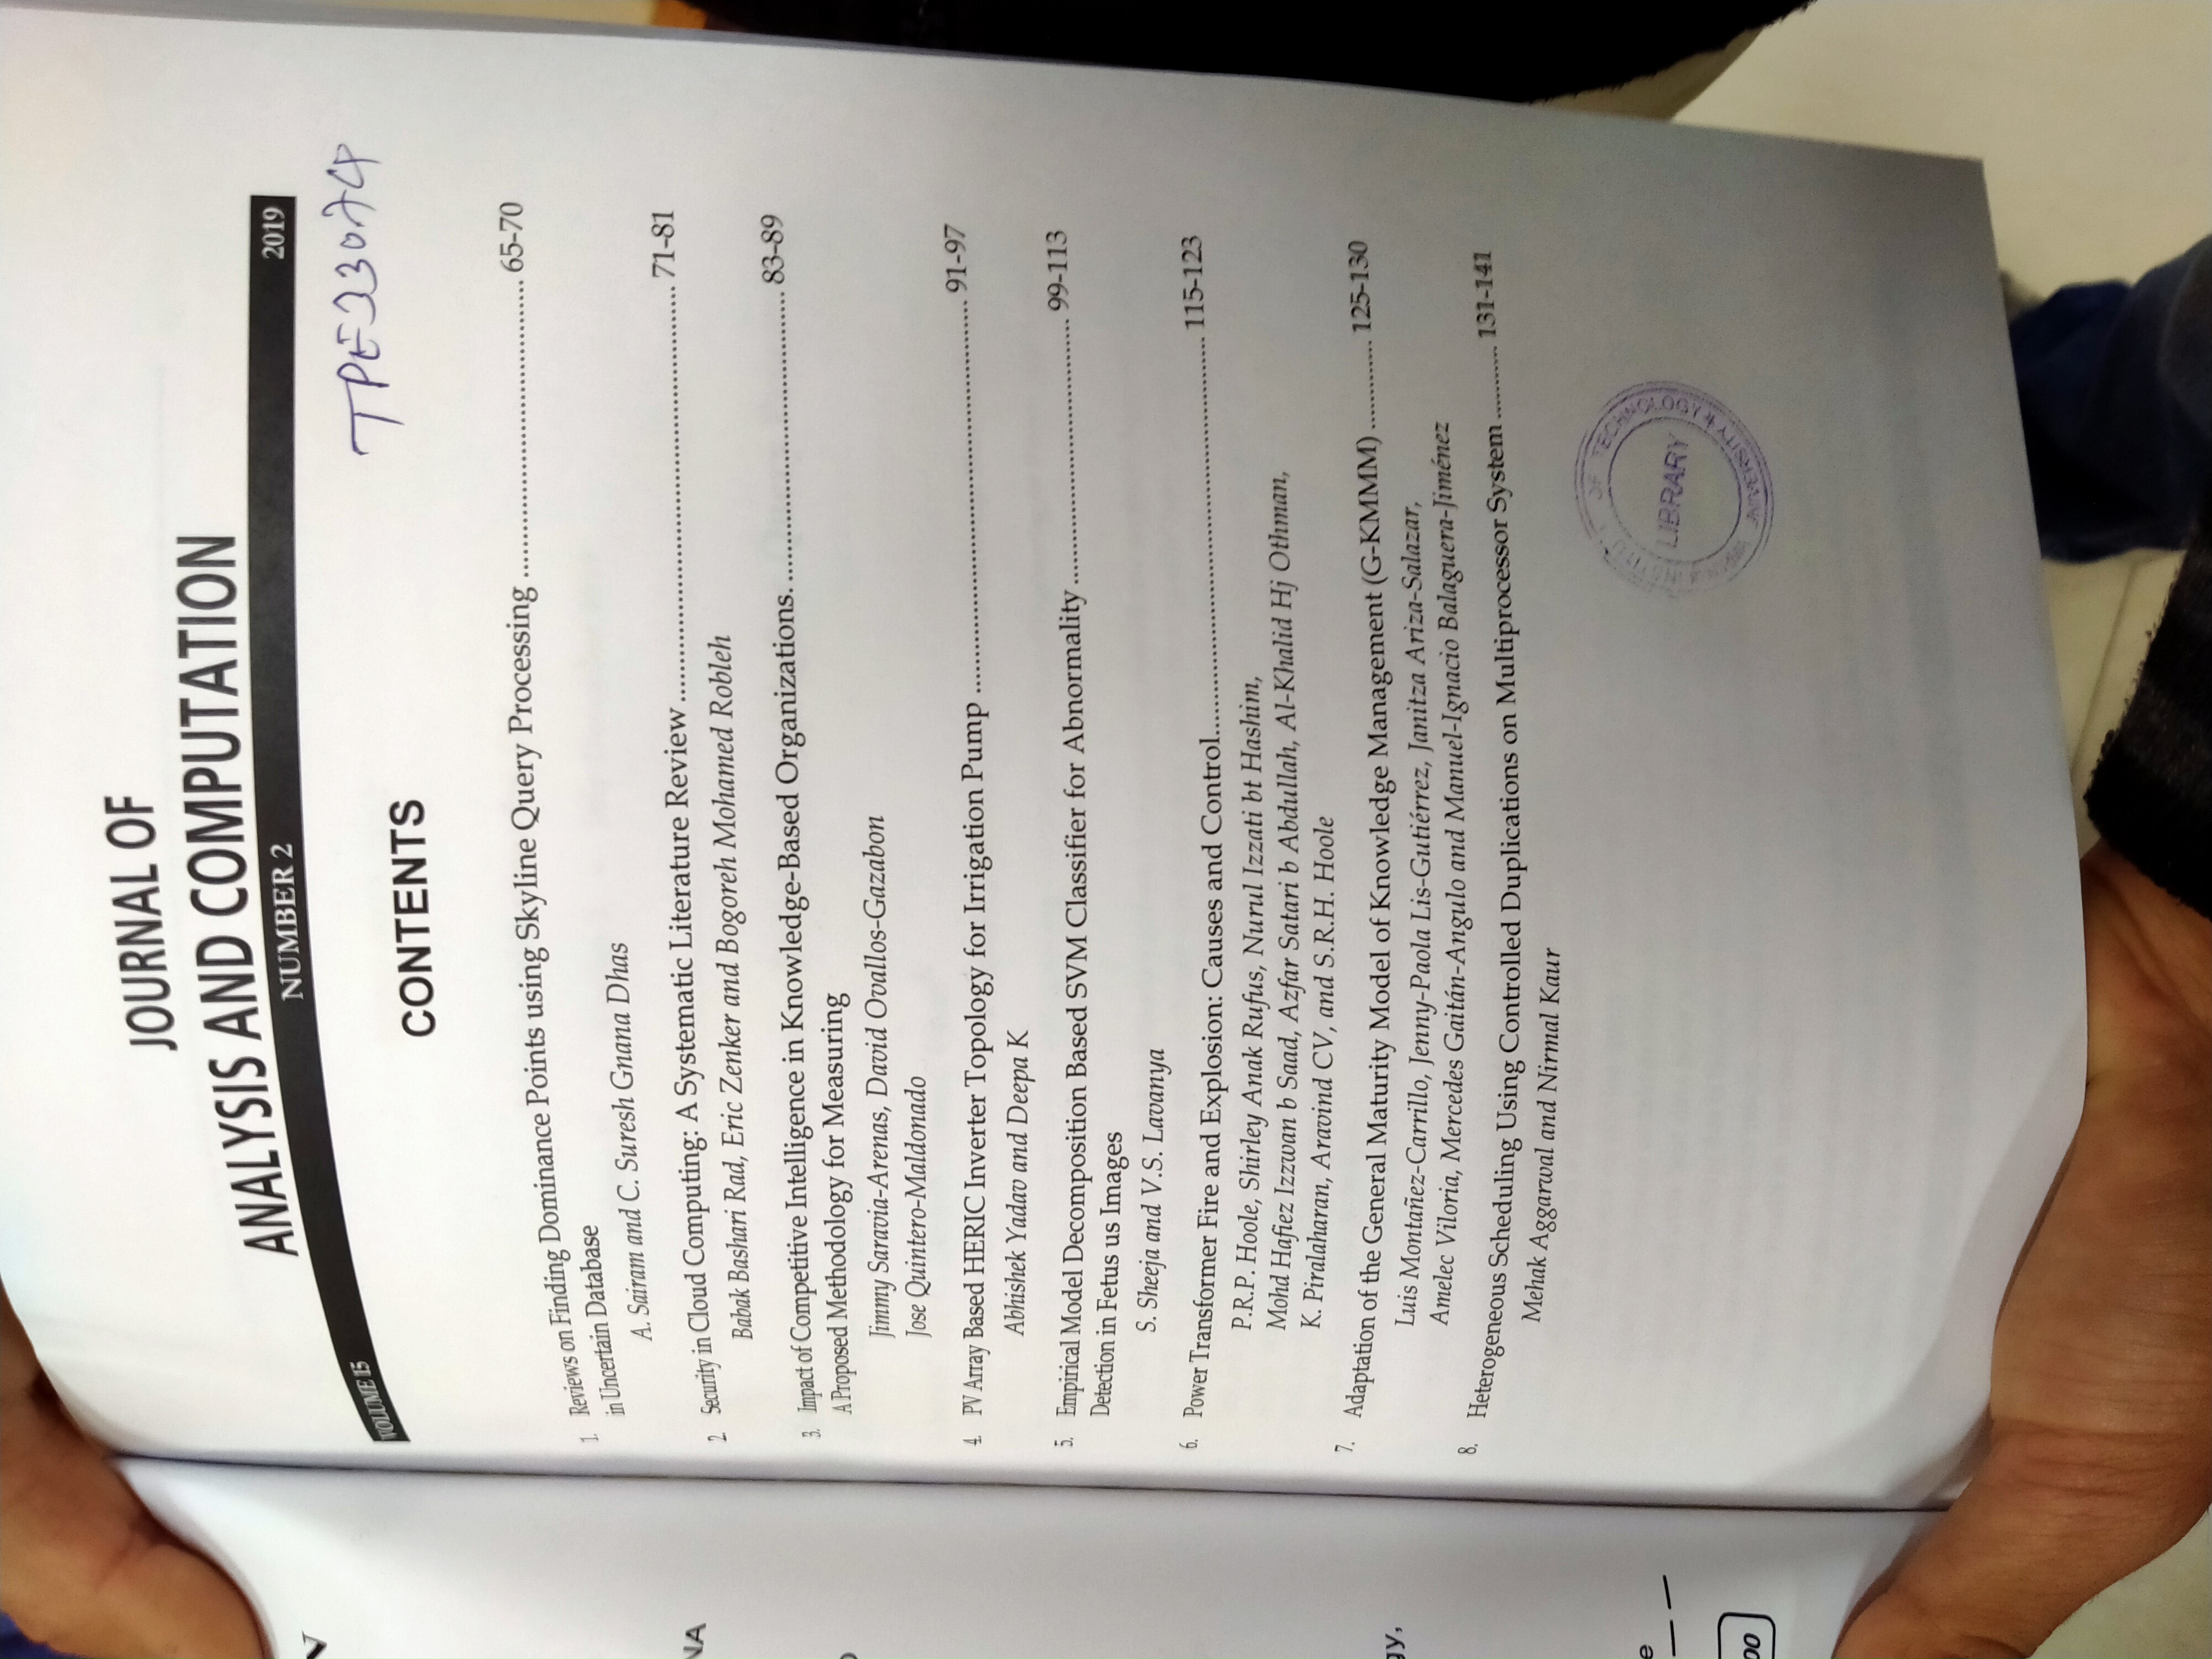 JOURNAL OF
ANALYSIS AND COMPUTATION
VOLUME 15 NUMBER 2 2019
TPE33074
CONTENTS
1. Reviews on Finding Dominance Points using Skyline Query Processing ........................................ 65-70
in Uncertain Database
A. Sairam and C. Suresh Gnana Dhas
2. Security in Cloud Computing: A Systematic Literature Review ........................................ 71-81
Babak Bashari Rad, Eric Zenker and Bogoreh Mohamed Robleh
3. Impact of Competitive Intelligence in Knowledge-Based Organizations. ........................................ 83-89
A Proposed Methodology for Measuring
Jimmy Saravia-Arenas, David Ovallos-Gazabon
Jose Quintero-Maldonado
4. PV Array Based HERIC Inverter Topology for Irrigation Pump ........................................ 91-97
Abhishek Yadav and Deepa K
5. Empirical Model Decomposition Based SVM Classifier for Abnormality ........................................ 99-113
Detection in Fetus us Images
S. Sheeja and V.S. Lavanya
6. Power Transformer Fire and Explosion: Causes and Control ........................................ 115-123
P.R.P. Hoole, Shirley Anak Rufus, Nurul Izzati bt Hashim,
Mohd Hafiez Izzwan b Saad, Azfar Satari b Abdullah, Al-Khalid Hj Othman,
K. Piralaharan, Aravind CV, and S.R.H. Hoole
7. Adaptation of the General Maturity Model of Knowledge Management (G-KMMM) ............. 125-130
Luis Montañez-Carrillo, Jenny-Paola Lis-Gutiérrez, Janitza Ariza-Salazar,
Amelec Viloria, Mercedes Gaitán-Angulo and Manuel-Ignacio Balaguera-Jiménez
8. Heterogeneous Scheduling Using Controlled Duplications on Multiprocessor System ........... 131-141
Mehak Aggarwal and Nirmal Kaur
OF TECHNOLOGY
LIBRARY
UNIVERSITY